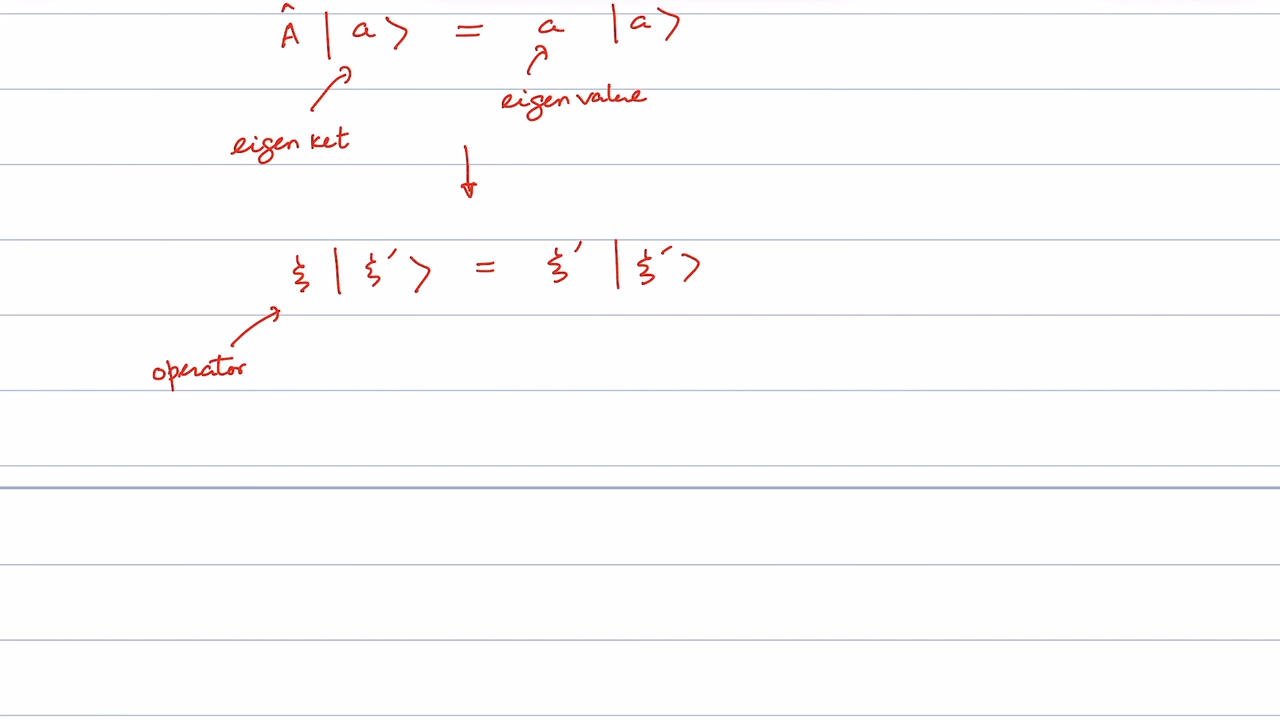 Â | a ⟩ = a | a ⟩
eigen value
eigen ket
ξ | ξ′ ⟩ = ξ′ | ξ′ ⟩
operator